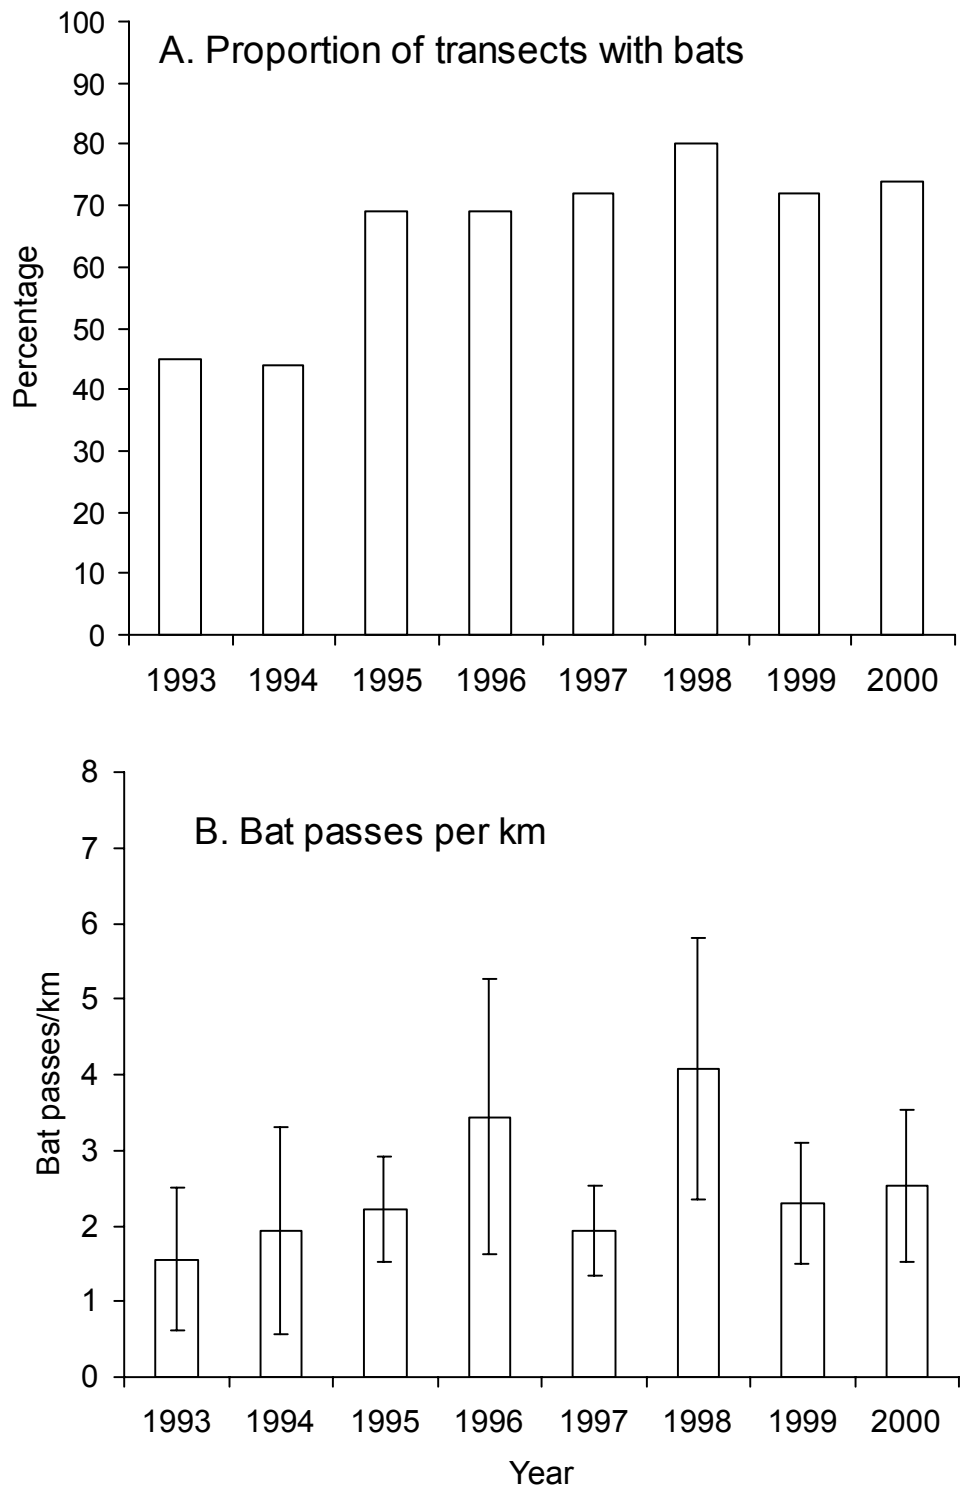 A. Proportion of transects with bats
Percentage
100
90
80
70
60
50
40
30
20
10
0
1993 1994 1995 1996 1997 1998 1999 2000
B. Bat passes per km
Bat passes/km
8
7
6
5
4
3
2
1
0
1993 1994 1995 1996 1997 1998 1999 2000
Year